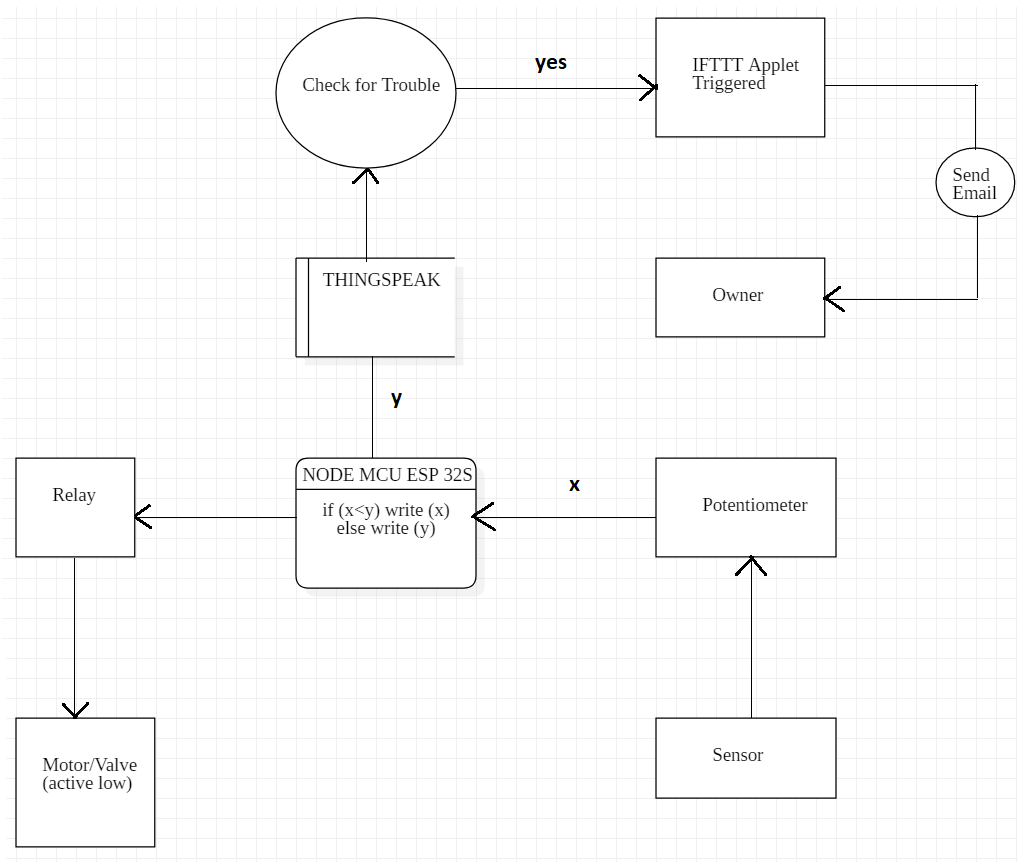 Check for Trouble
yes
IFTTT Applet
Triggered
Send
Email
THINGSPEAK
Owner
y
Relay
NODE MCU ESP 32S
if (x<y) write (x)
else write (y)
x
Potentiometer
Motor/Valve
(active low)
Sensor